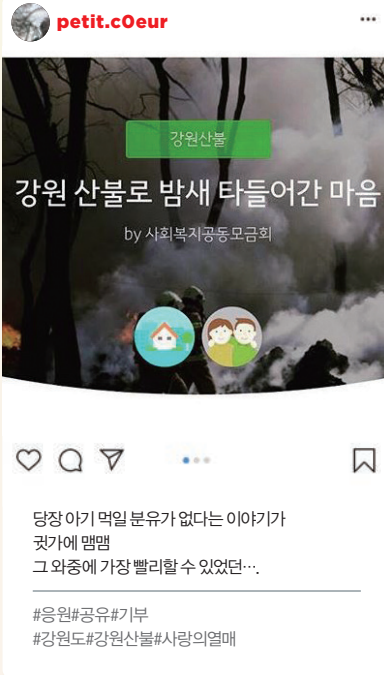 petit.c0eur
강원산불
강원 산불로 밤새 타들어간 마음
by 사회복지공동모금회
당장 아기 먹일 분유가 없다는 이야기가
귓가에 맴맴
그 와중에 가장 빨리할 수 있었던….
#응원#공유#기부
#강원도#강원산불#사랑의열매